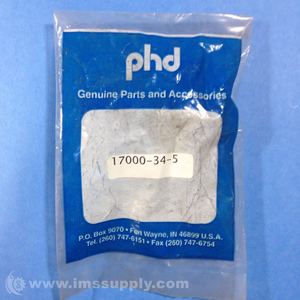 phd
Genuine Parts and Accessories
17000-34-5
P.O. Box 9070 • Fort Wayne, IN 46899 U.S.A.
Tel. (260) 747-6151 • Fax (260) 747-6754
© www.imssupply.com